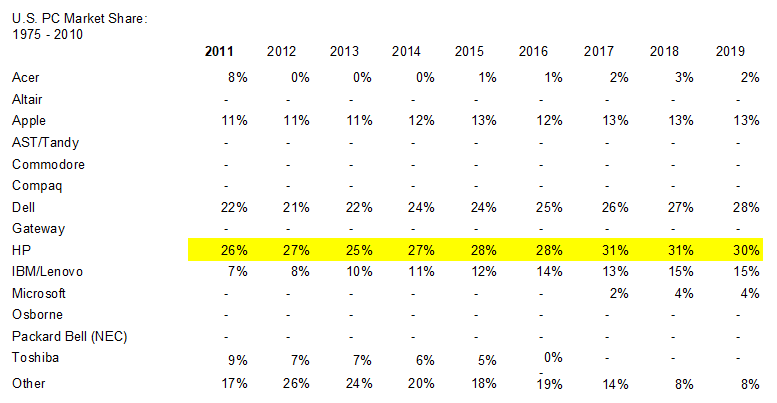 U.S. PC Market Share:
1975 - 2010
2011 2012 2013 2014 2015 2016 2017 2018 2019
Acer 8% 0% 0% 0% 1% 1% 2% 3% 2%
Altair - - - - - - - - -
Apple 11% 11% 11% 12% 13% 12% 13% 13% 13%
AST/Tandy - - - - - - - - -
Commodore - - - - - - - - -
Compaq - - - - - - - - -
Dell 22% 21% 22% 24% 24% 25% 26% 27% 28%
Gateway - - - - - - - - -
HP 26% 27% 25% 27% 28% 28% 31% 31% 30%
IBM/Lenovo 7% 8% 10% 11% 12% 14% 13% 15% 15%
Microsoft - - - - - - 2% 4% 4%
Osborne - - - - - - - - -
Packard Bell (NEC) - - - - - - - - -
Toshiba 9% 7% 7% 6% 5% 0% - - -
Other 17% 26% 24% 20% 18% 19% 14% 8% 8%